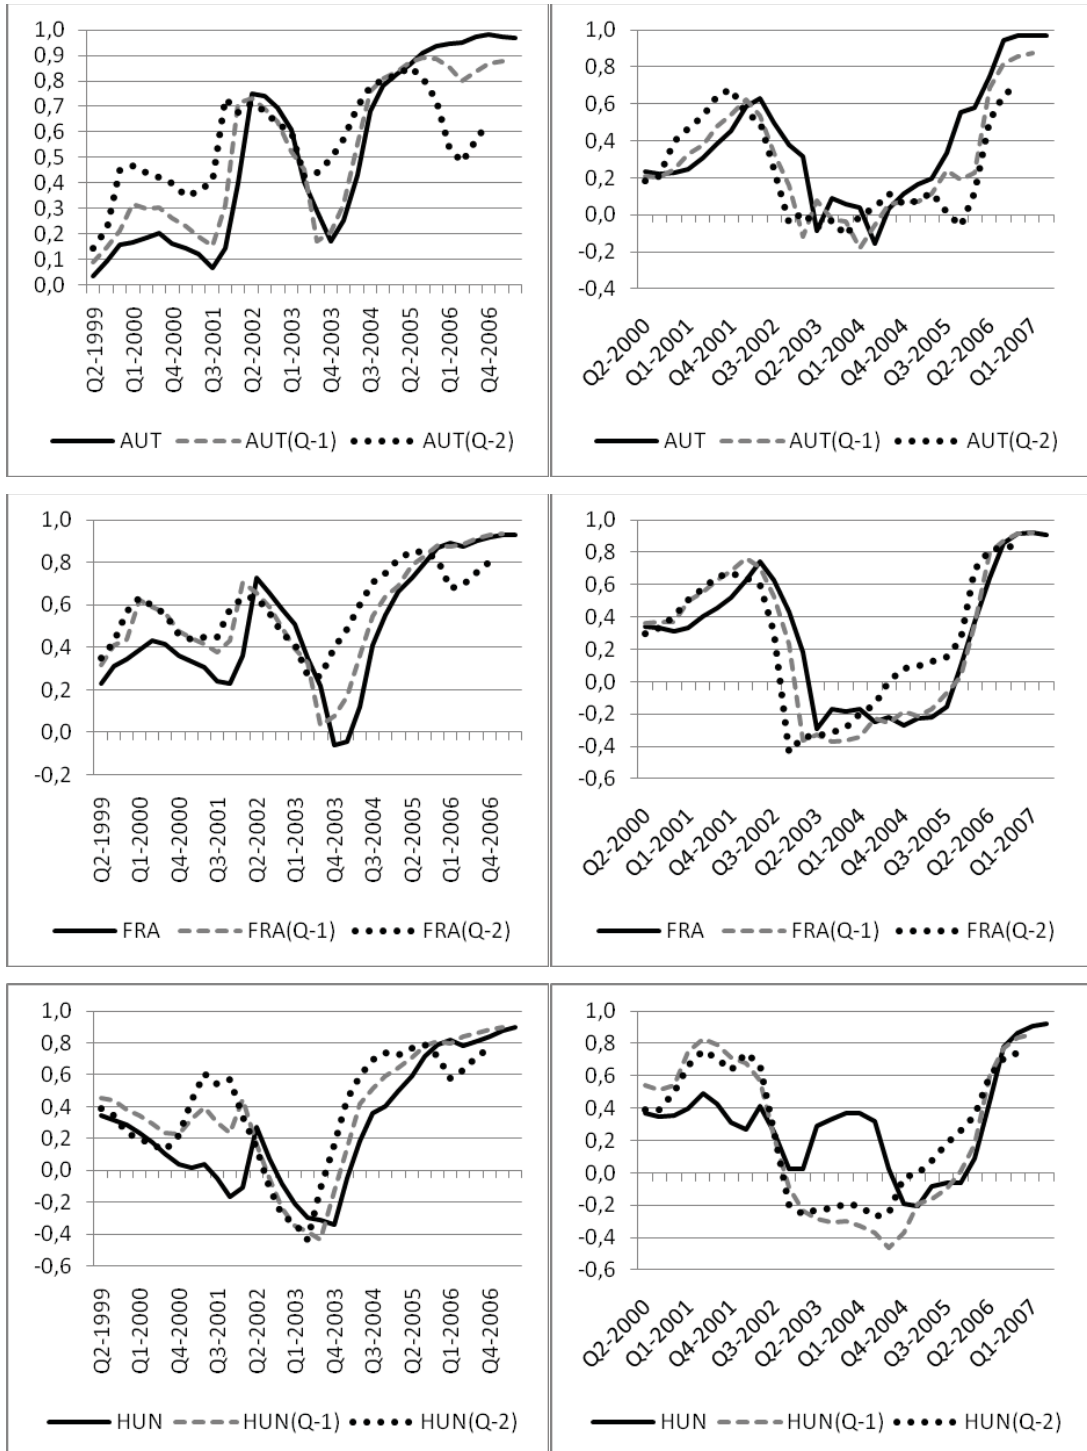 1,0
0,9
0,8
0,7
0,6
0,5
0,4
0,3
0,2
0,1
0,0
Q2-1999
Q1-2000
Q4-2000
Q3-2001
Q2-2002
Q1-2003
Q4-2003
Q3-2004
Q2-2005
Q1-2006
Q4-2006
AUT AUT(Q-1) AUT(Q-2)
1,0
0,8
0,6
0,4
0,2
0,0
-0,2
-0,4
Q2-2000
Q1-2001
Q4-2001
Q3-2002
Q2-2003
Q1-2004
Q4-2004
Q3-2005
Q2-2006
Q1-2007
AUT AUT(Q-1) AUT(Q-2)
1,0
0,8
0,6
0,4
0,2
0,0
-0,2
Q2-1999
Q1-2000
Q4-2000
Q3-2001
Q2-2002
Q1-2003
Q4-2003
Q3-2004
Q2-2005
Q1-2006
Q4-2006
FRA FRA(Q-1) FRA(Q-2)
1,0
0,8
0,6
0,4
0,2
0,0
-0,2
-0,4
-0,6
Q2-2000
Q1-2001
Q4-2001
Q3-2002
Q2-2003
Q1-2004
Q4-2004
Q3-2005
Q2-2006
Q1-2007
FRA FRA(Q-1) FRA(Q-2)
1,0
0,8
0,6
0,4
0,2
0,0
-0,2
-0,4
-0,6
Q2-1999
Q1-2000
Q4-2000
Q3-2001
Q2-2002
Q1-2003
Q4-2003
Q3-2004
Q2-2005
Q1-2006
Q4-2006
HUN HUN(Q-1) HUN(Q-2)
1,0
0,8
0,6
0,4
0,2
0,0
-0,2
-0,4
-0,6
Q2-2000
Q1-2001
Q4-2001
Q3-2002
Q2-2003
Q1-2004
Q4-2004
Q3-2005
Q2-2006
Q1-2007
HUN HUN(Q-1) HUN(Q-2)